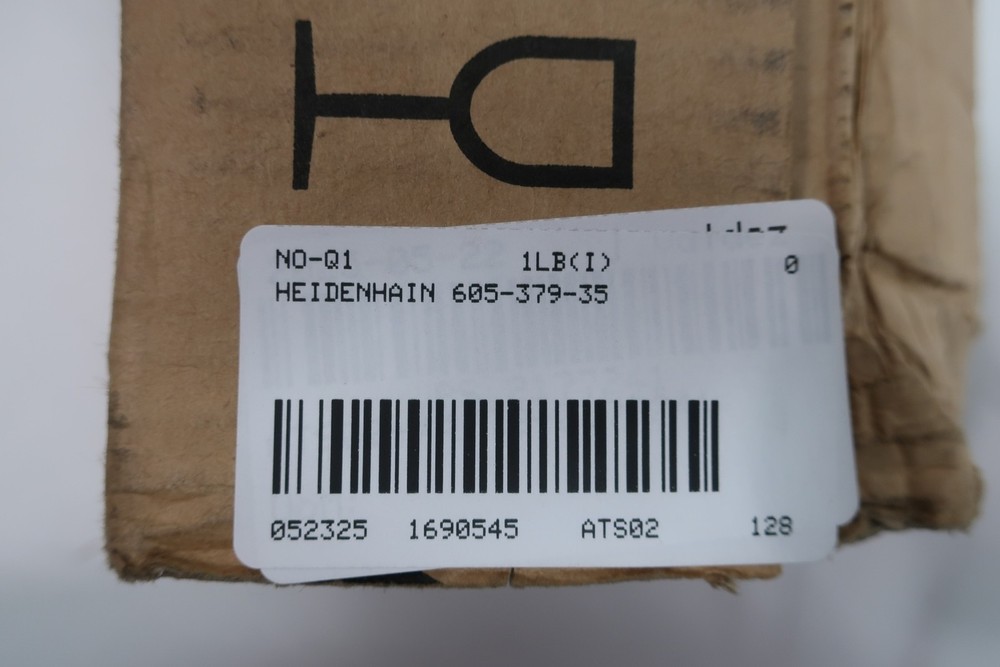 NO-Q1 1LB(I) 0
HEIDENHAIN 605-379-35
052325 1690545 ATS02 128